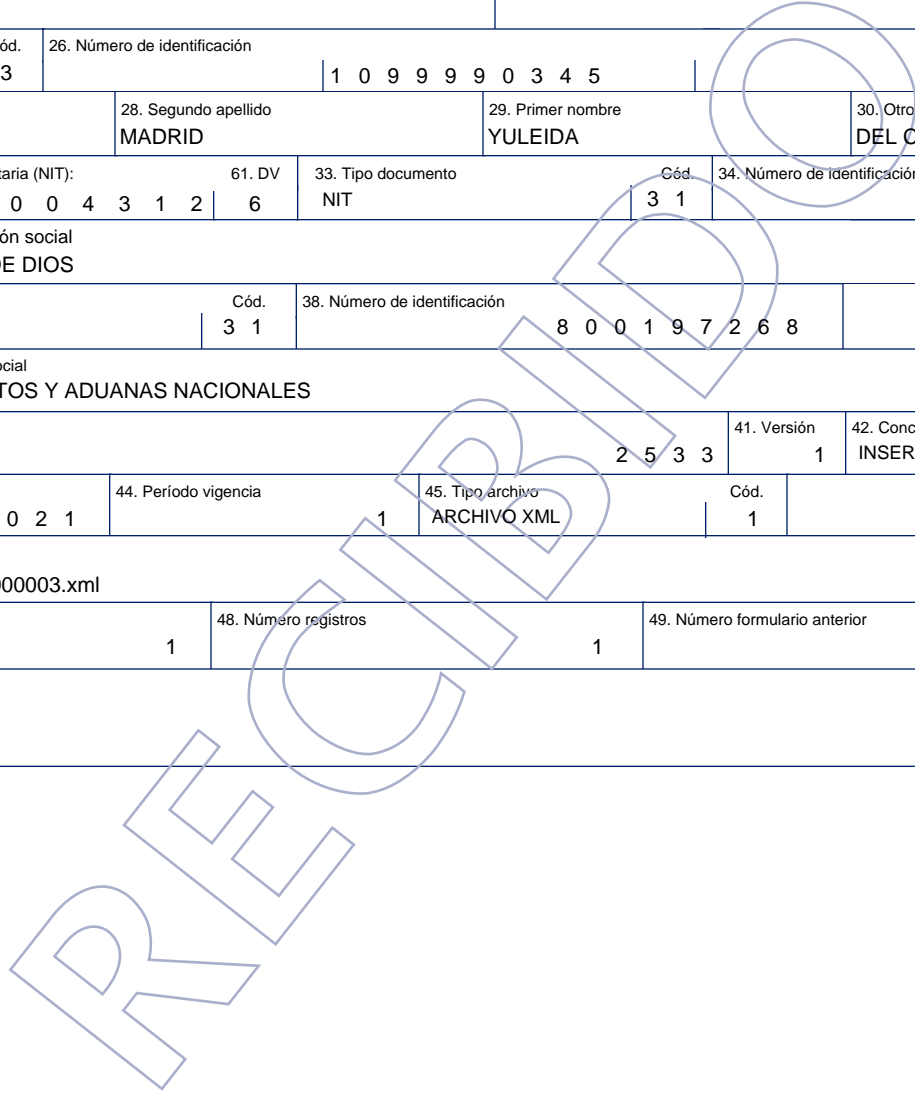 ód. 26. Número de identificación
3 1 0 9 9 9 9 0 3 4 5
28. Segundo apellido 29. Primer nombre 30. Otro
MADRID YULEIDA DEL C
taria (NIT): 61. DV 33. Tipo documento Cód. 34. Número de identificación
0 0 4 3 1 2 6 NIT 3 1
ón social
DE DIOS
Cód. 38. Número de identificación
3 1 8 0 0 1 9 7 2 6 8
ocial
TOS Y ADUANAS NACIONALES
41. Versión 42. Conc
2 5 3 3 1 INSER
44. Período vigencia 45. Tipo archivo Cód.
0 2 1 1 ARCHIVO XML 1
000003.xml
48. Número registros 49. Número formulario anterior
1 1
RECIBIDO